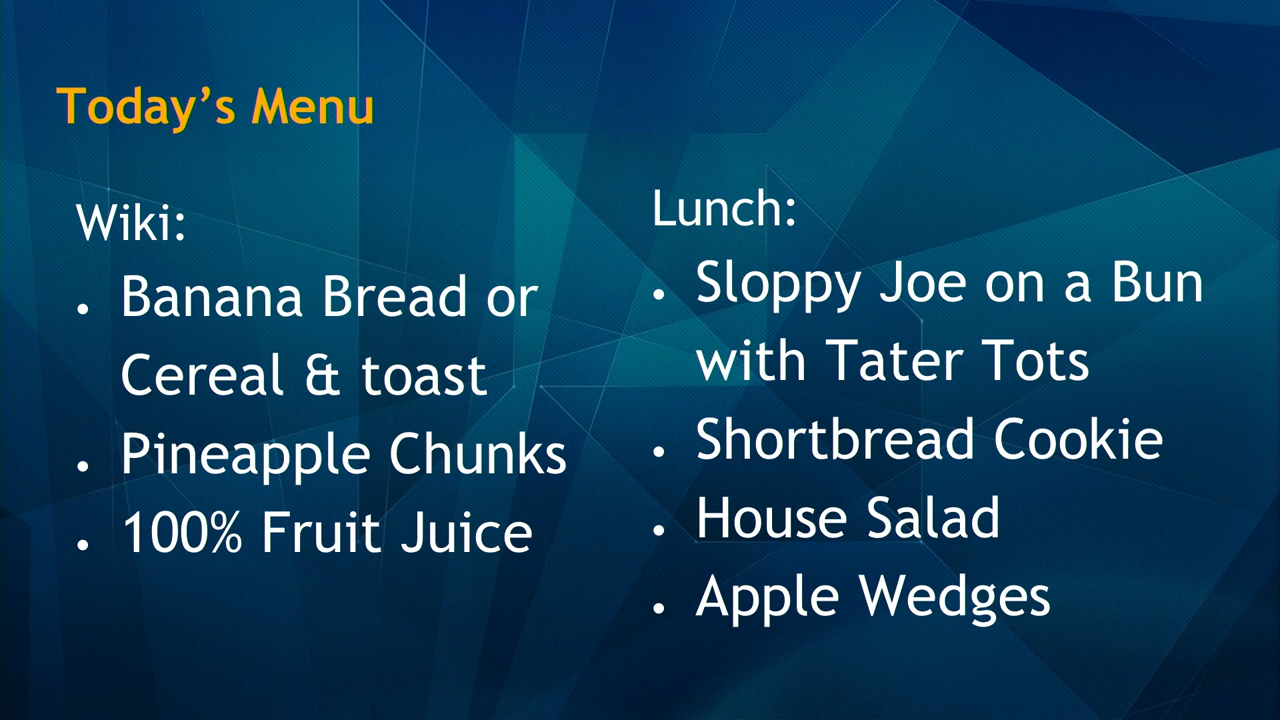 Today’s Menu
Wiki:
• Banana Bread or
Cereal & toast
• Pineapple Chunks
• 100% Fruit Juice
Lunch:
• Sloppy Joe on a Bun
with Tater Tots
• Shortbread Cookie
• House Salad
• Apple Wedges